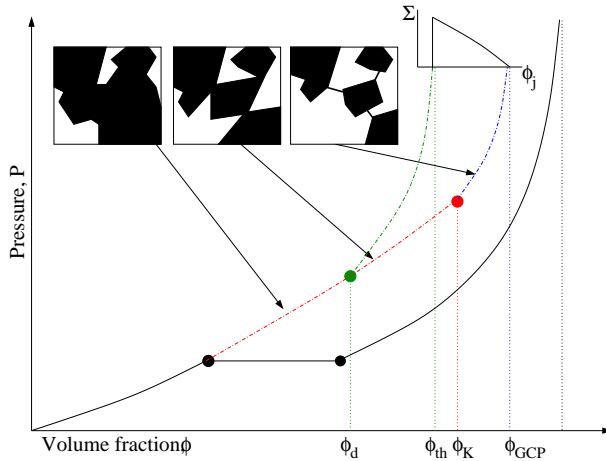 Σ
ϕj
Pressure, P
Volume fractionϕ
ϕd
ϕth
ϕK
ϕGCP